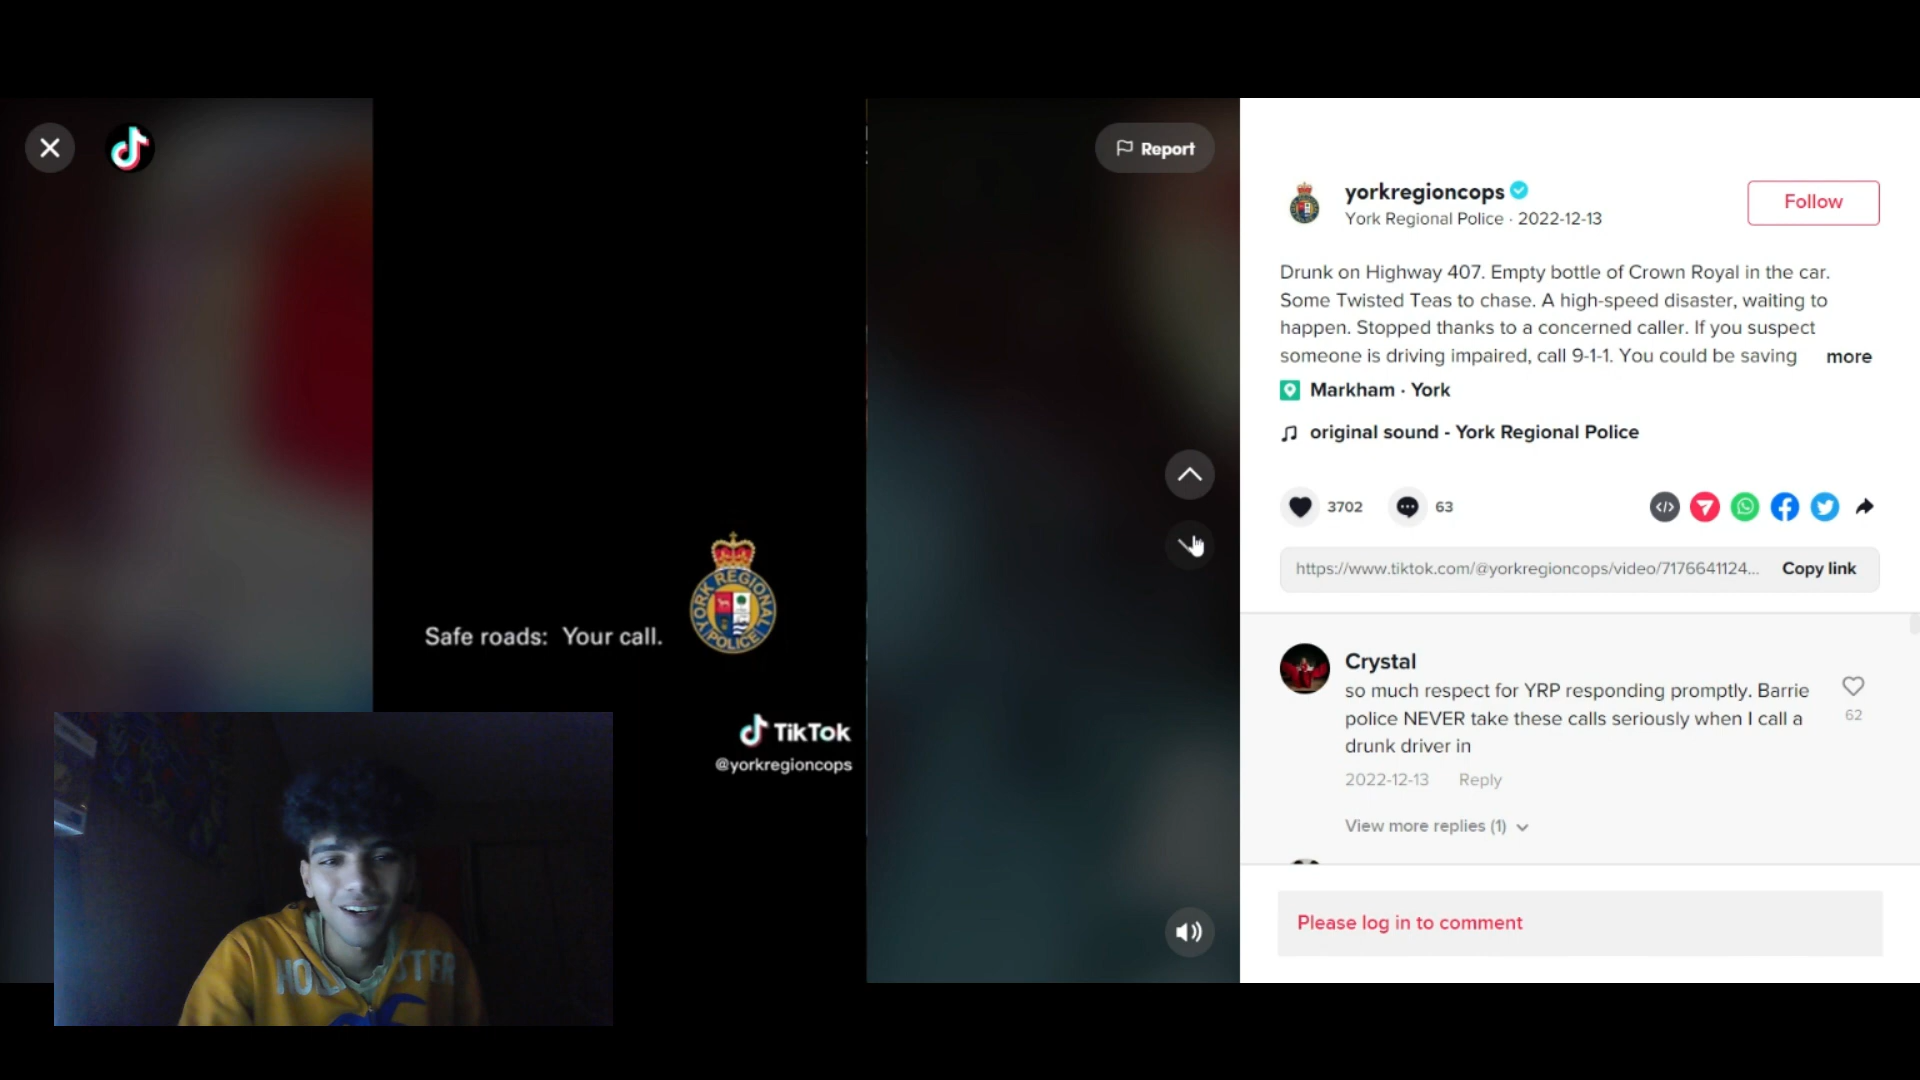 Report
yorkregioncops
York Regional Police · 2022-12-13
Follow
Drunk on Highway 407. Empty bottle of Crown Royal in the car.
Some Twisted Teas to chase. A high-speed disaster, waiting to
happen. Stopped thanks to a concerned caller. If you suspect
someone is driving impaired, call 9-1-1. You could be saving more
Markham · York
original sound - York Regional Police
3702 63
https://www.tiktok.com/@yorkregioncops/video/7176641124... Copy link
Safe roads: Your call.
YORK REGIONAL
POLICE
TikTok
@yorkregioncops
Crystal
so much respect for YRP responding promptly. Barrie
police NEVER take these calls seriously when I call a
drunk driver in
62
2022-12-13 Reply
View more replies (1)
Please log in to comment